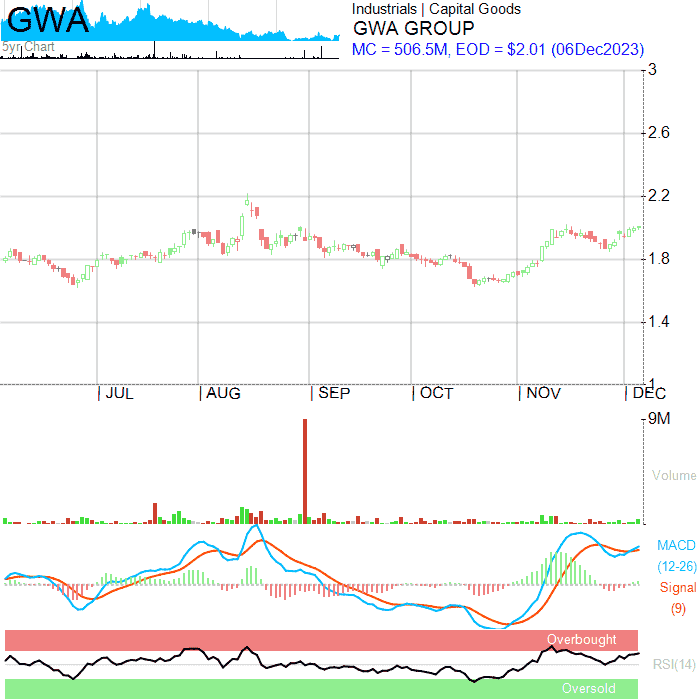 GWA
5yr Chart
Industrials | Capital Goods
GWA GROUP
MC = 506.5M, EOD = $2.01 (06Dec2023)
3
2.6
2.2
1.8
1.4
1
JUL AUG SEP OCT NOV DEC
9M
Volume
MACD
(12-26)
Signal
(9)
Overbought
RSI(14)
Oversold